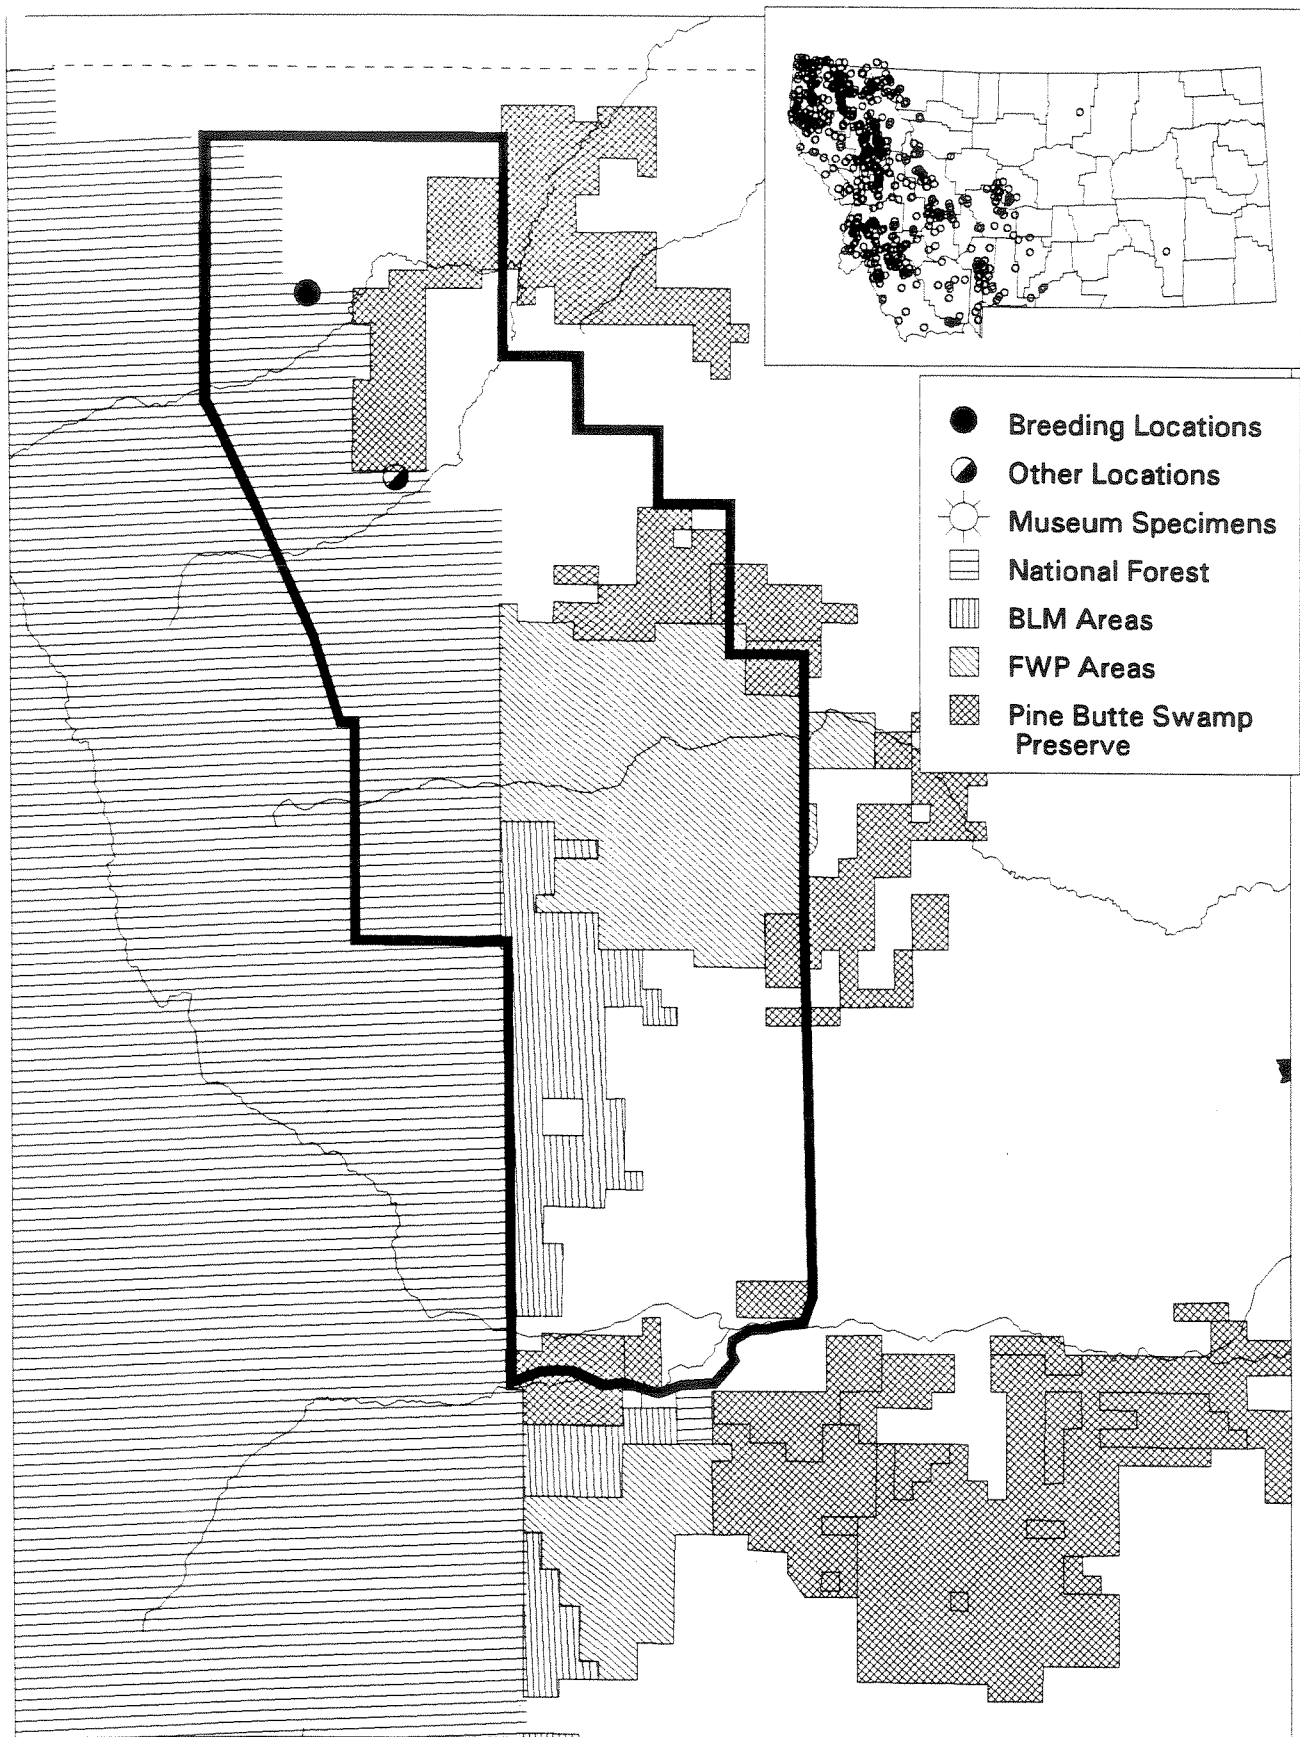 Breeding Locations
Other Locations
Museum Specimens
National Forest
BLM Areas
FWP Areas
Pine Butte Swamp
Preserve